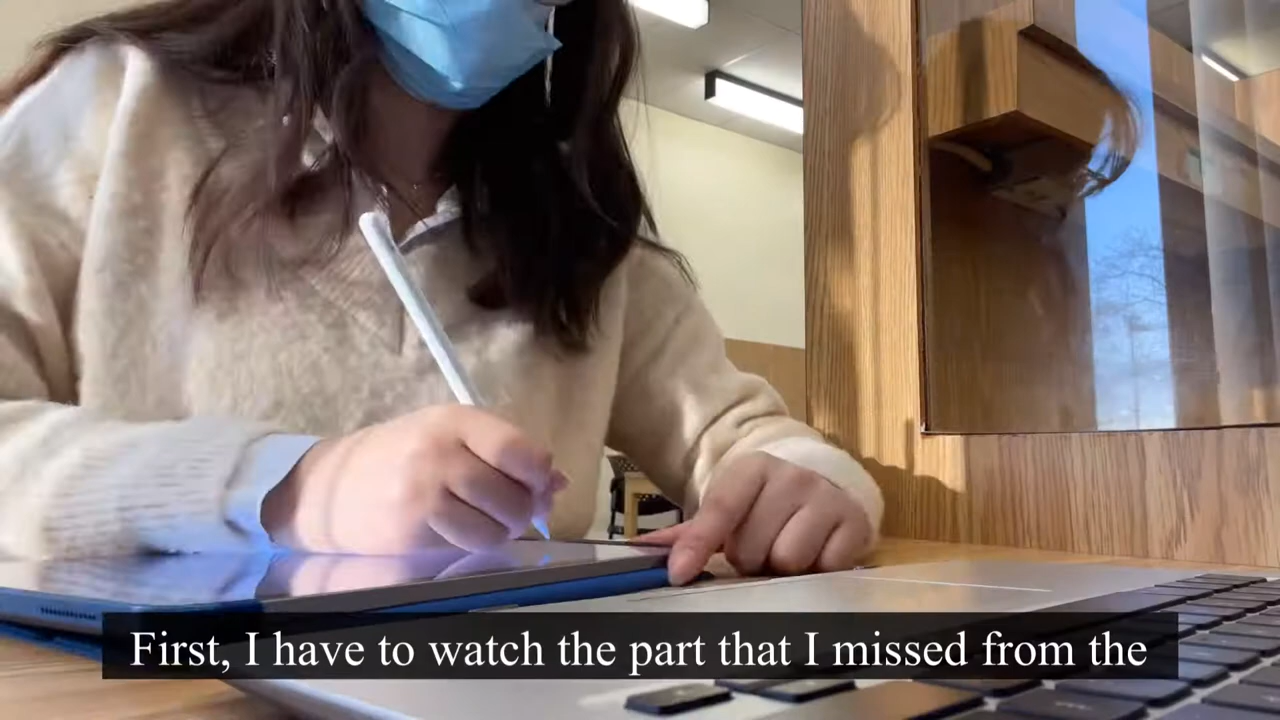 First, I have to watch the part that I missed from the